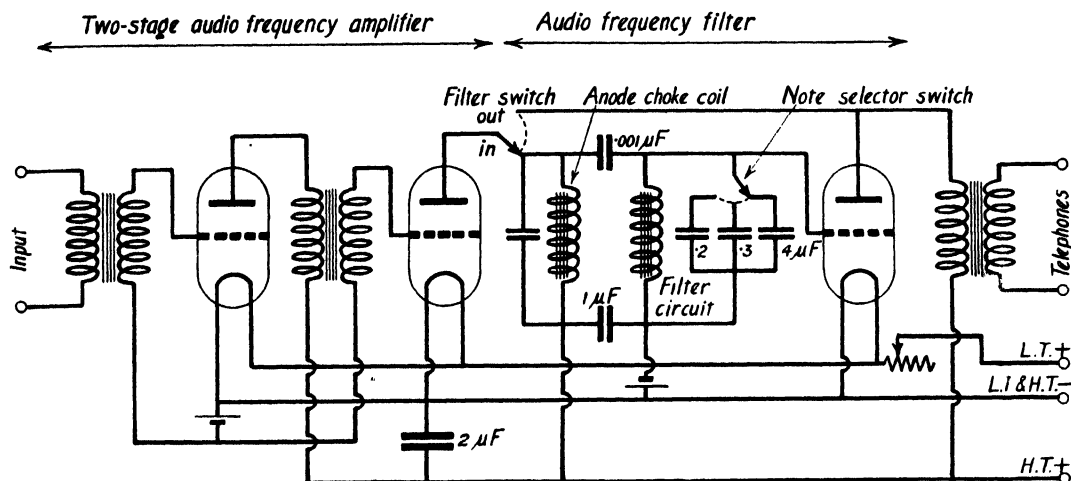 Two-stage audio frequency amplifier
Audio frequency filter
Filter switch
out
in
Anode choke coil
Note selector switch
.001μF
Input
.2
.3
4μF
1μF
Filter
circuit
Telephones
L.T.+
L.T & H.T.-
2μF
H.T.+